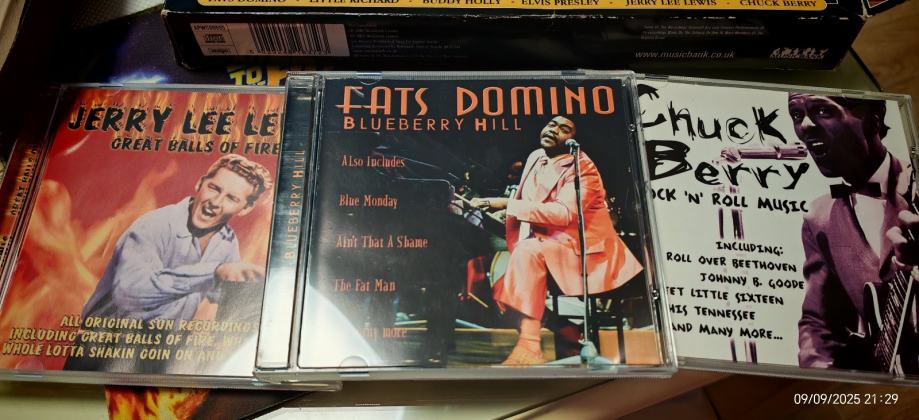 FATS DOMINO LITTLE RICHARD BUDDY HOLLY ELVIS PRESLEY JERRY LEE LEWIS CHUCK BERRY
www.musicbank.co.uk
JERRY LEE LE
GREAT BALLS OF FIRE
ALL ORIGINAL SUN RECORDINGS
INCLUDING GREAT BALLS OF FIRE,
WHOLE LOTTA SHAKIN GOIN ON AND
BLUEBERRY HILL
FATS DOMINO
BLUEBERRY HILL
Also Includes
Blue Monday
Ain't That A Shame
The Fat Man
more
Chuck
Berry
OCK 'N' ROLL MUSIC
INCLUDING:
ROLL OVER BEETHOVEN
JOHNNY B. GOODE
ET LITTLE SIXTEEN
HIS TENNESSEE
AND MANY MORE...
09/09/2025 21:29